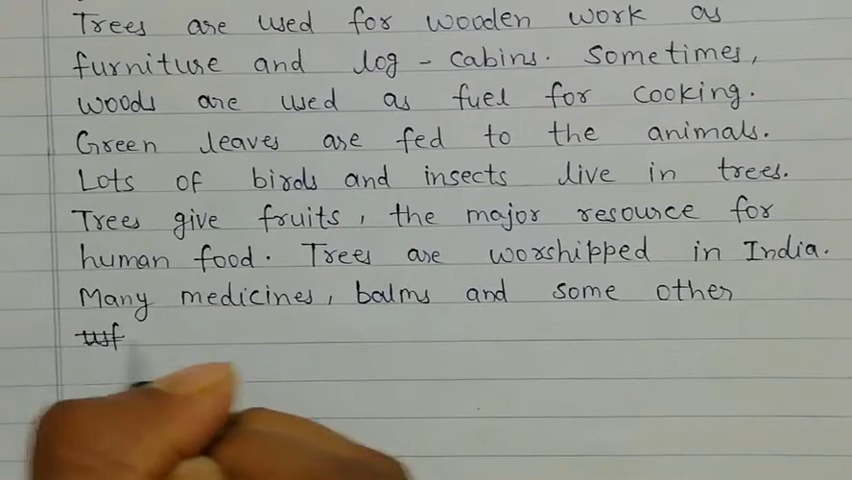 Trees are used for wooden work as
furniture and log - cabins. Sometimes,
woods are used as fuel for cooking.
Green leaves are fed to the animals.
Lots of birds and insects live in trees.
Trees give fruits, the major resource for
human food. Trees are worshipped in India.
Many medicines, balms and some other